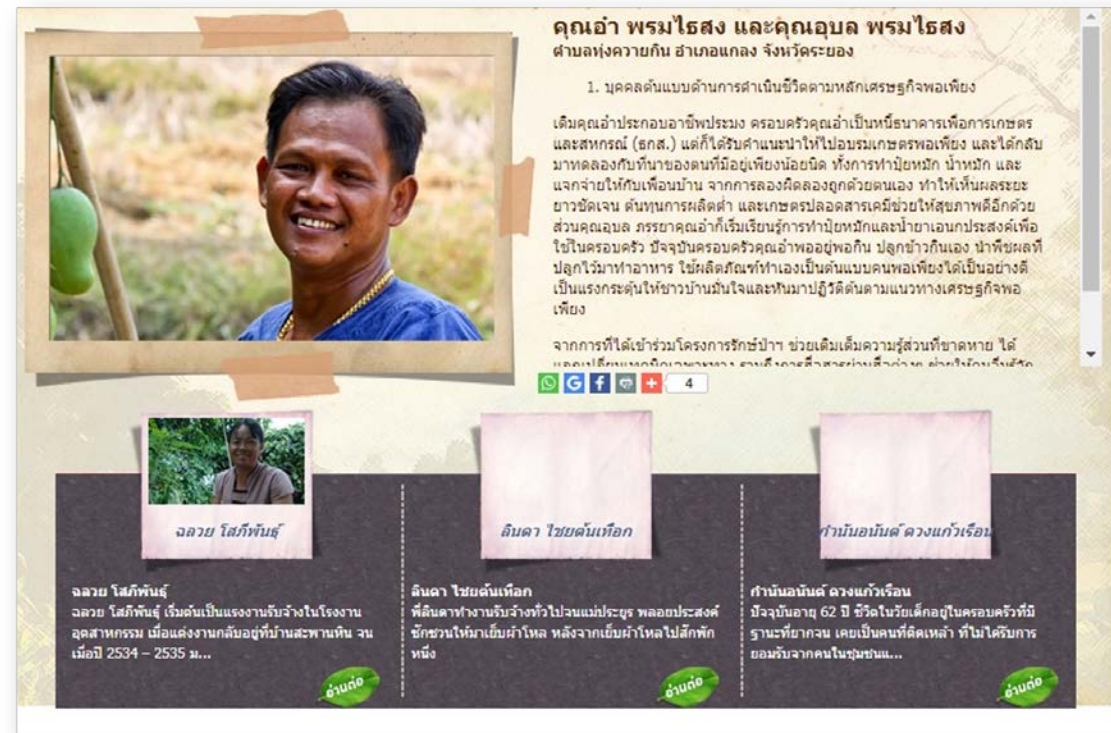 คุณอำ พรมไธสง และคุณอุบล พรมไธสง
ตำบลทุ่งควายกิน อำเภอแกลง จังหวัดระยอง
1. บุคคลต้นแบบด้านการดำเนินชีวิตตามหลักเศรษฐกิจพอเพียง
เดิมคุณอำประกอบอาชีพประมง ครอบครัวคุณอำเป็นหนี้ธนาคารเพื่อการเกษตร
และสหกรณ์ (ธกส.) แต่ก็ได้รับคำแนะนำให้ไปอบรมเกษตรพอเพียง และได้กลับ
มาทดลองกับที่นาของตนที่มีอยู่เพียงน้อยนิด ทั้งการทำปุ๋ยหมัก น้ำหมัก และ
แจกจ่ายให้กับเพื่อนบ้าน จากการลองผิดลองถูกด้วยตนเอง ทำให้เห็นผลระยะ
ยาวชัดเจน ต้นทุนการผลิตต่ำ และเกษตรปลอดสารเคมีช่วยให้สุขภาพดีอีกด้วย
ส่วนคุณอุบล ภรรยาคุณอำก็เริ่มเรียนรู้การทำปุ๋ยหมักและน้ำยาเอนกประสงค์เพื่อ
ใช้ในครอบครัว ปัจจุบันครอบครัวคุณอำพออยู่พอกิน ปลูกข้าวกินเอง นำพืชผลที่
ปลูกไว้มาทำอาหาร ใช้ผลิตภัณฑ์ทำเองเป็นต้นแบบคนพอเพียงได้เป็นอย่างดี
เป็นแรงกระตุ้นให้ชาวบ้านมั่นใจและหันมาปฏิวัติตนตามแนวทางเศรษฐกิจพอ
เพียง
จากการที่ได้เข้าร่วมโครงการรักษ์ป่าฯ ช่วยเติมเต็มความรู้ส่วนที่ขาดหาย ได้
4
ฉลวย โสภีพันธุ์
ลินดา ไชยต้นเทือก
กำนันอนันต์ ดวงแก้วเรือน
ฉลวย โสภีพันธุ์
ฉลวย โสภีพันธุ์ เริ่มต้นเป็นแรงงานรับจ้างในโรงงาน
อุตสาหกรรม เมื่อแต่งงานกลับอยู่ที่บ้านสะพานหิน จน
เมื่อปี 2534 – 2535 ม...
อ่านต่อ
ลินดา ไชยต้นเทือก
พี่ลินดาทำงานรับจ้างทั่วไปจนแม่ประยูร พลอยประสงค์
ชักชวนให้มาเย็บผ้าโหล หลังจากเย็บผ้าโหลไปสักพัก
หนึ่ง
อ่านต่อ
กำนันอนันต์ ดวงแก้วเรือน
ปัจจุบันอายุ 62 ปี ชีวิตในวัยเด็กอยู่ในครอบครัวที่มี
ฐานะที่ยากจน เคยเป็นคนที่ติดเหล้า ที่ไม่ได้รับการ
ยอมรับจากคนในชุมชนแ...
อ่านต่อ